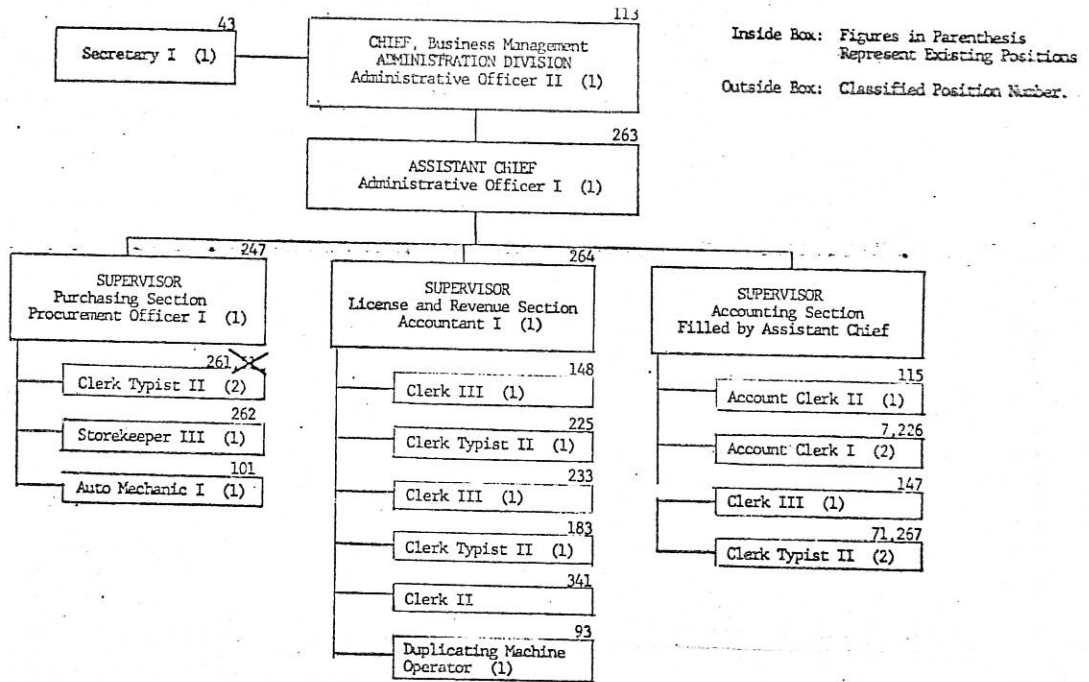 43
Secretary I (1)
113
CHIEF, Business Management
ADMINISTRATION DIVISION
Administrative Officer II (1)
Inside Box: Figures in Parenthesis
Represent Existing Positions
Outside Box: Classified Position Number.
263
ASSISTANT CHIEF
Administrative Officer I (1)
247
SUPERVISOR
Purchasing Section
Procurement Officer I (1)
261, 51
Clerk Typist II (2)
262
Storekeeper III (1)
101
Auto Mechanic I (1)
264
SUPERVISOR
License and Revenue Section
Accountant I (1)
148
Clerk III (1)
225
Clerk Typist II (1)
233
Clerk III (1)
183
Clerk Typist II (1)
341
Clerk II
93
Duplicating Machine
Operator (1)
SUPERVISOR
Accounting Section
Filled by Assistant Chief
115
Account Clerk II (1)
7,226
Account Clerk I (2)
147
Clerk III (1)
71,267
Clerk Typist II (2)